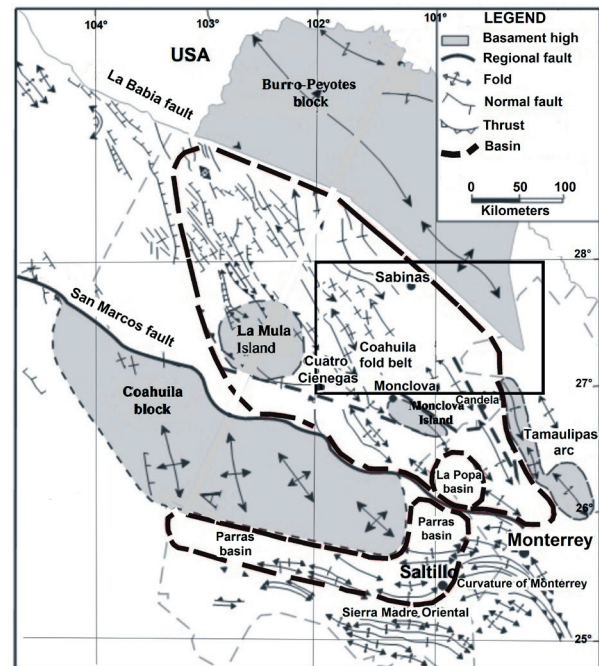 104°
103°
102°
101°
LEGEND
Basament high
Regional fault
Fold
Normal fault
Thrust
Basin
0 50 100
Kilometers
USA
La Babia fault
Burro-Peyotes
block
28°
Sabinas
San Marcos fault
La Mula
Island
Coahuila
fold belt
Cuatro
Cienegas
Monclova
27°
Candela
Monclova
Island
Coahuila
block
Tamaulipas
arc
La Popa
basin
26°
Parras
basin
Parras
basin
Monterrey
Saltillo
Curvature of Monterrey
Sierra Madre Oriental
25°